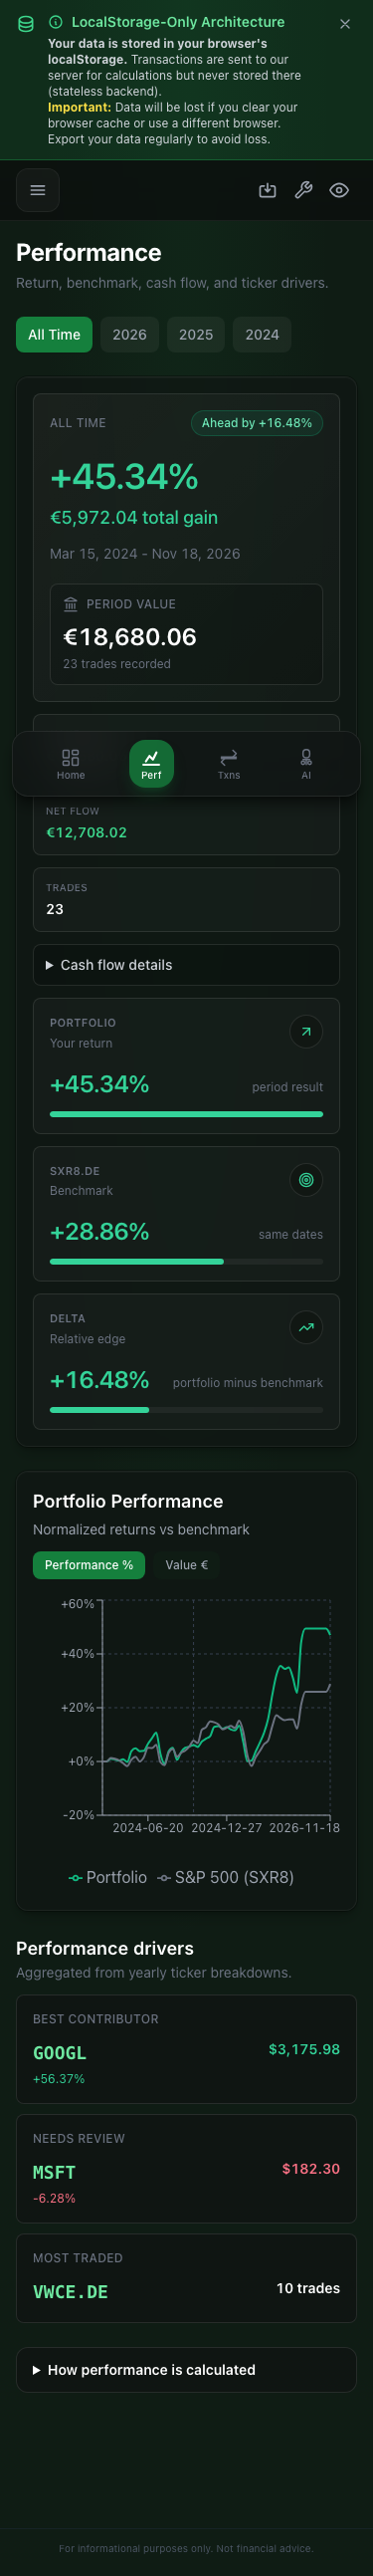 LocalStorage-Only Architecture
Your data is stored in your browser's
localStorage. Transactions are sent to our
server for calculations but never stored there
(stateless backend).
Important: Data will be lost if you clear your
browser cache or use a different browser.
Export your data regularly to avoid loss.
Performance
Return, benchmark, cash flow, and ticker drivers.
All Time
2026
2025
2024
ALL TIME
Ahead by +16.48%
+45.34%
€5,972.04 total gain
Mar 15, 2024 - Nov 18, 2026
PERIOD VALUE
€18,680.06
23 trades recorded
Home
Perf
Txns
AI
NET FLOW
€12,708.02
TRADES
23
Cash flow details
PORTFOLIO
Your return
+45.34%
period result
SXR8.DE
Benchmark
+28.86%
same dates
DELTA
Relative edge
+16.48%
portfolio minus benchmark
Portfolio Performance
Normalized returns vs benchmark
Performance %
Value €
+60%
+40%
+20%
+0%
-20%
2024-06-20
2024-12-27
2026-11-18
Portfolio
S&P 500 (SXR8)
Performance drivers
Aggregated from yearly ticker breakdowns.
BEST CONTRIBUTOR
GOOGL
$3,175.98
+56.37%
NEEDS REVIEW
MSFT
$182.30
-6.28%
MOST TRADED
VWCE.DE
10 trades
How performance is calculated
For informational purposes only. Not financial advice.